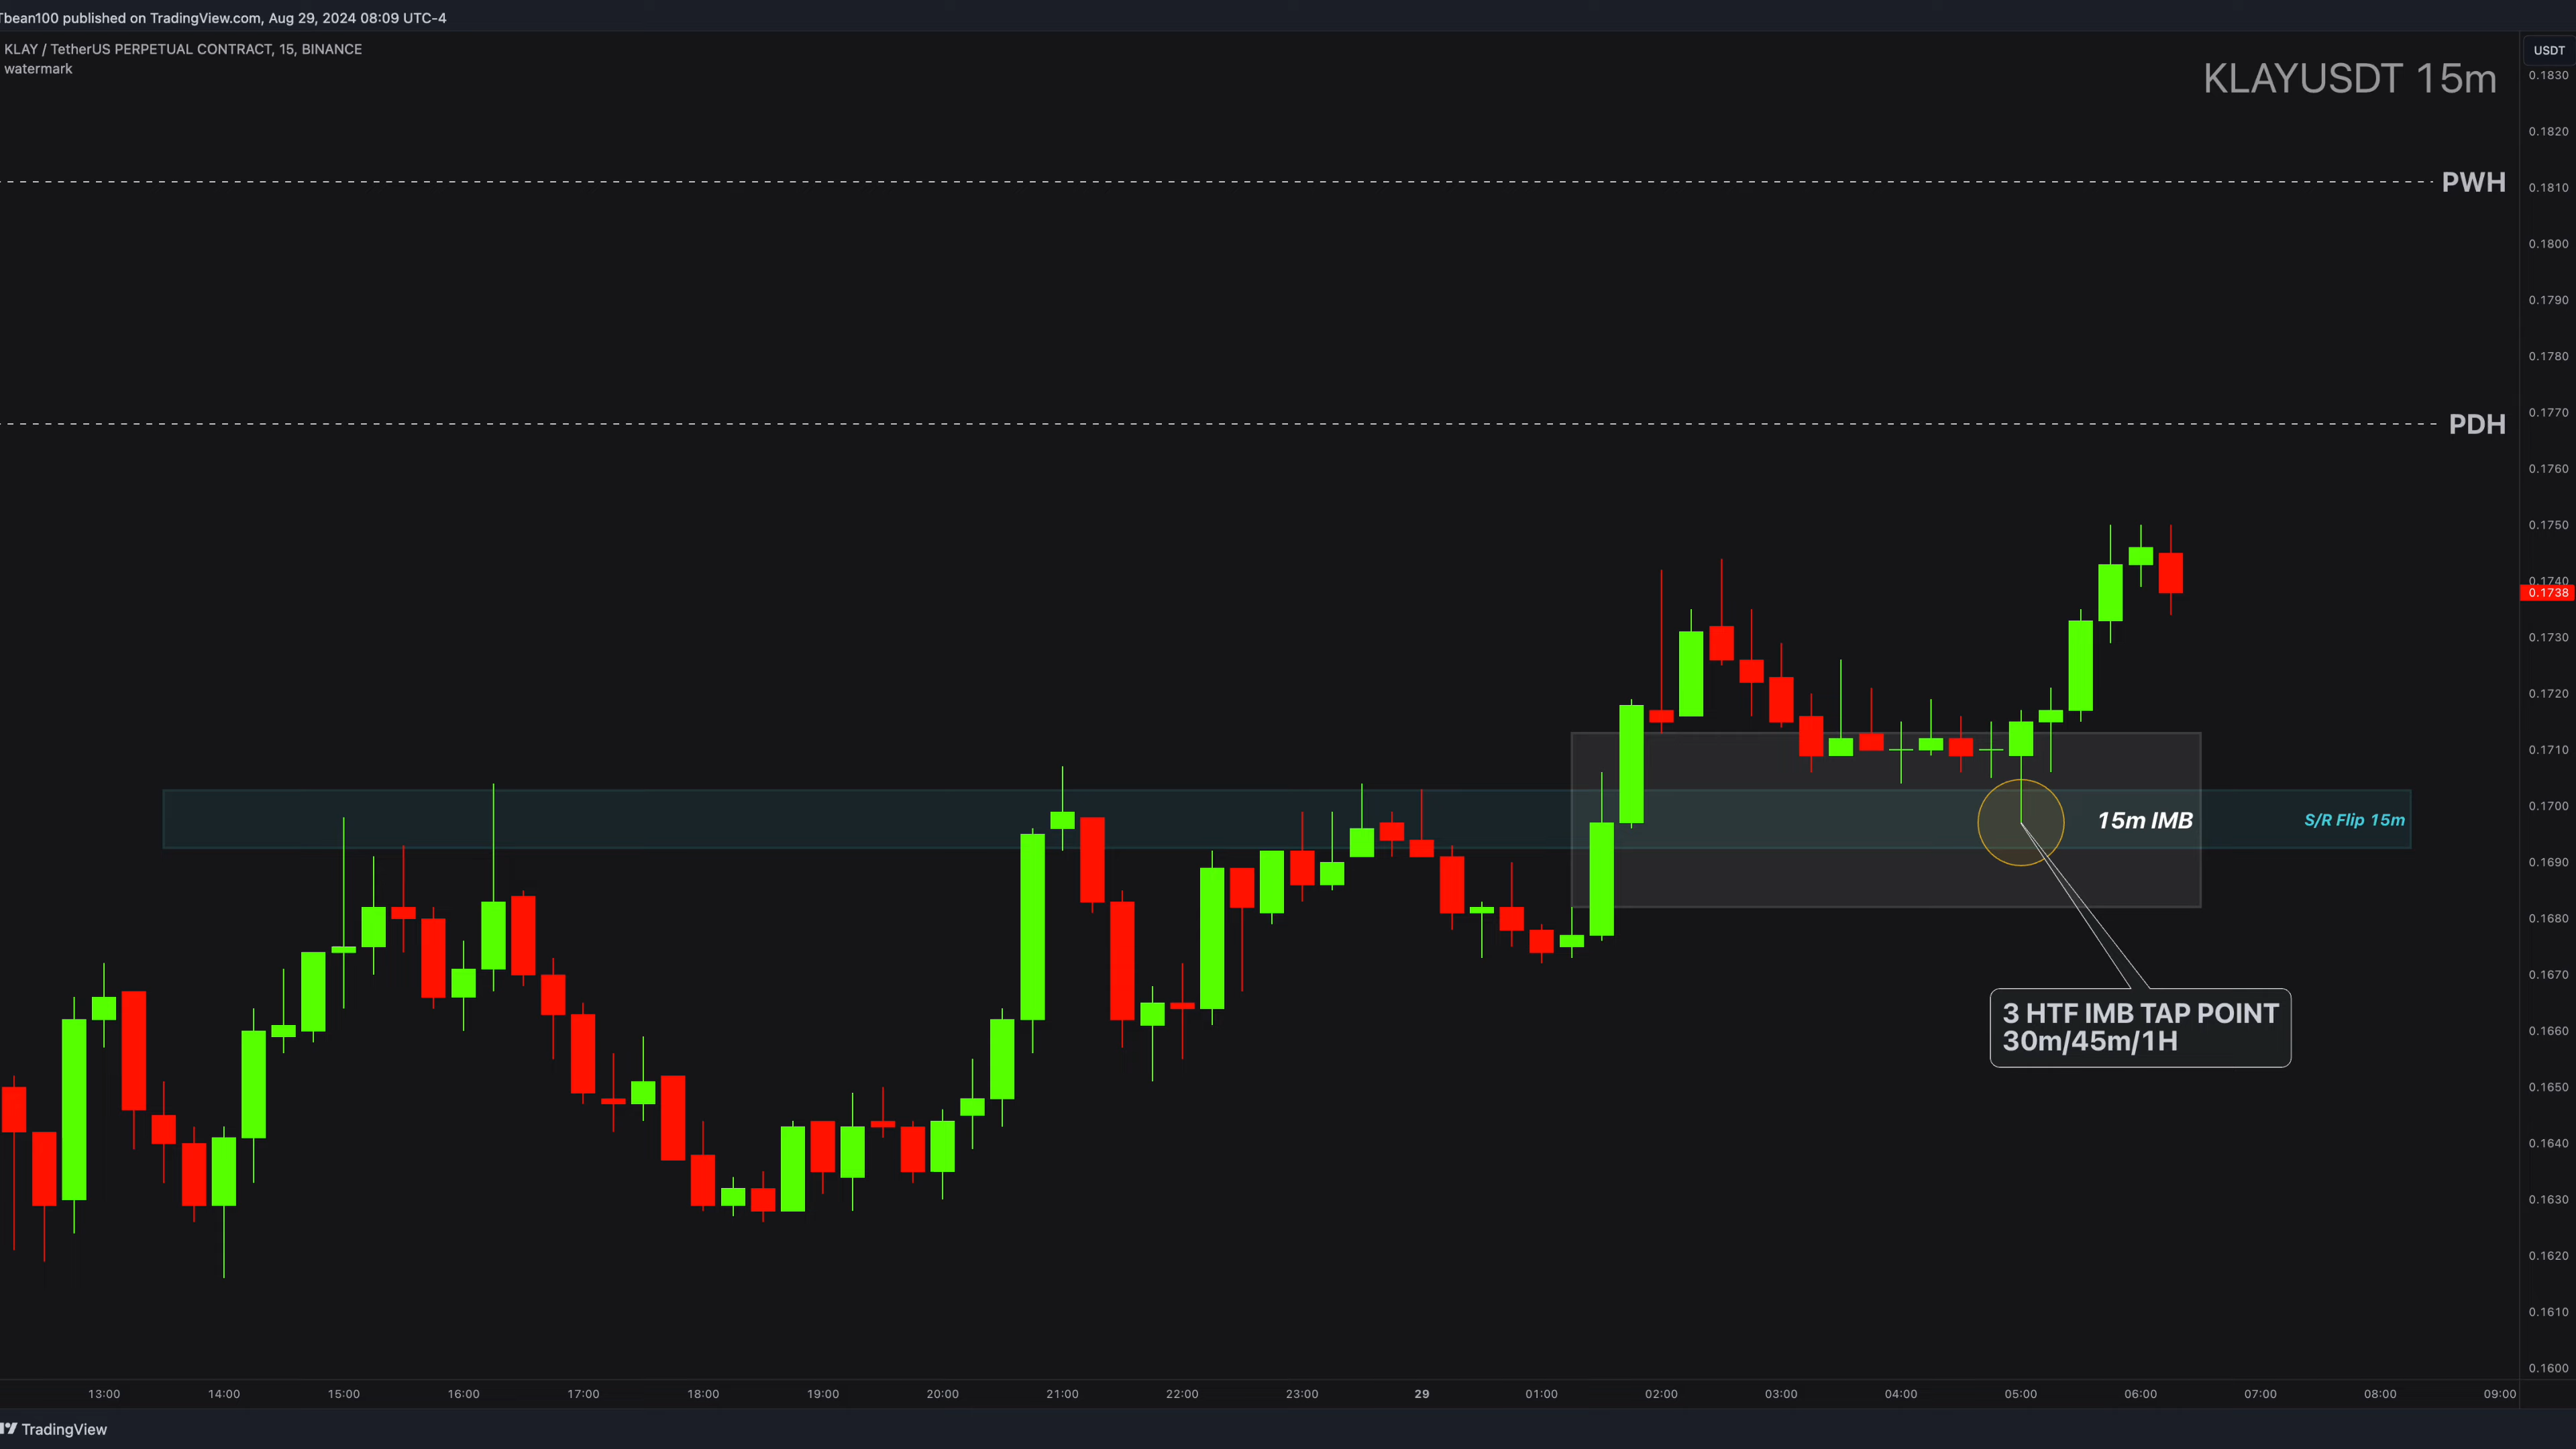 Tbean100 published on TradingView.com, Aug 29, 2024 08:09 UTC-4
KLAY / TetherUS PERPETUAL CONTRACT, 15, BINANCE
watermark
KLAYUSDT 15m
USDT
0.1830
0.1820
PWH
0.1810
0.1800
0.1790
0.1780
0.1770
PDH
0.1760
0.1750
0.1740
0.1738
0.1730
0.1720
0.1710
0.1700
15m IMB
S/R Flip 15m
0.1690
0.1680
0.1670
3 HTF IMB TAP POINT
30m/45m/1H
0.1660
0.1650
0.1640
0.1630
0.1620
0.1610
0.1600
13:00 14:00 15:00 16:00 17:00 18:00 19:00 20:00 21:00 22:00 23:00 29 01:00 02:00 03:00 04:00 05:00 06:00 07:00 08:00 09:00
TradingView